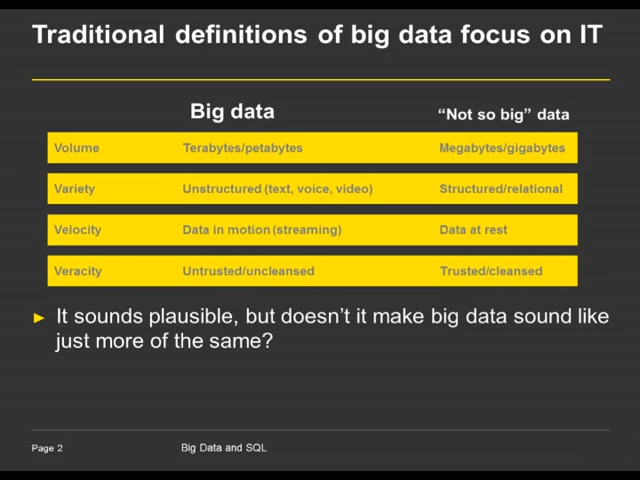 Traditional definitions of big data focus on IT
Big data “Not so big” data
Volume Terabytes/petabytes Megabytes/gigabytes
Variety Unstructured (text, voice, video) Structured/relational
Velocity Data in motion (streaming) Data at rest
Veracity Untrusted/uncleansed Trusted/cleansed
► It sounds plausible, but doesn’t it make big data sound like
just more of the same?
Page 2 Big Data and SQL